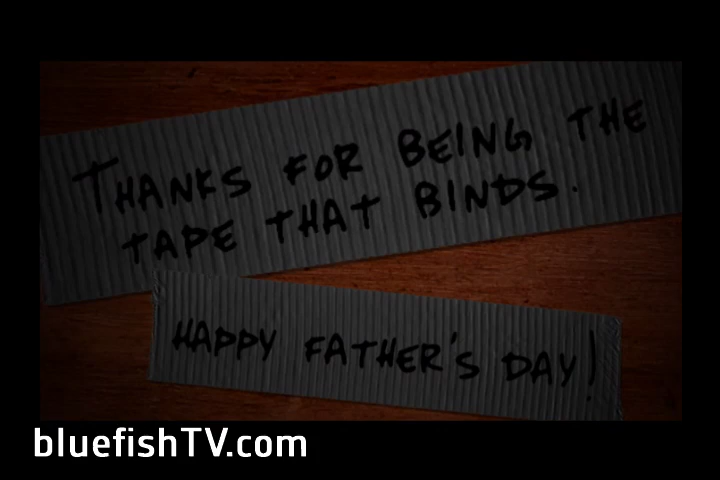 THANKS FOR BEING THE
TAPE THAT BINDS.
HAPPY FATHER'S DAY!
bluefishTV.com